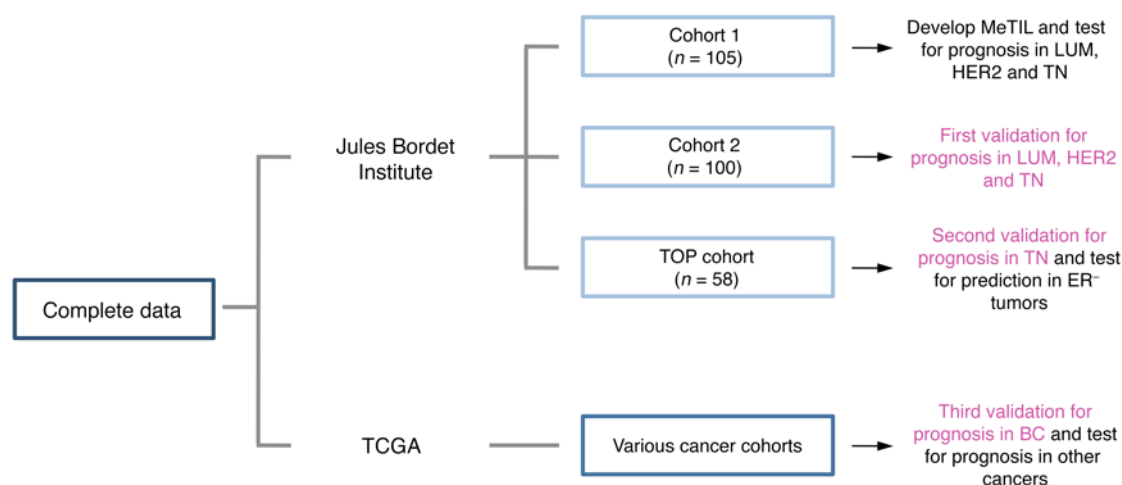 Complete data
Jules Bordet
Institute
TCGA
Cohort 1
(n = 105)
Develop MeTIL and test
for prognosis in LUM,
HER2 and TN
Cohort 2
(n = 100)
First validation for
prognosis in LUM, HER2
and TN
TOP cohort
(n = 58)
Second validation for
prognosis in TN and test
for prediction in ER⁻
tumors
Various cancer cohorts
Third validation for
prognosis in BC and test
for prognosis in other
cancers